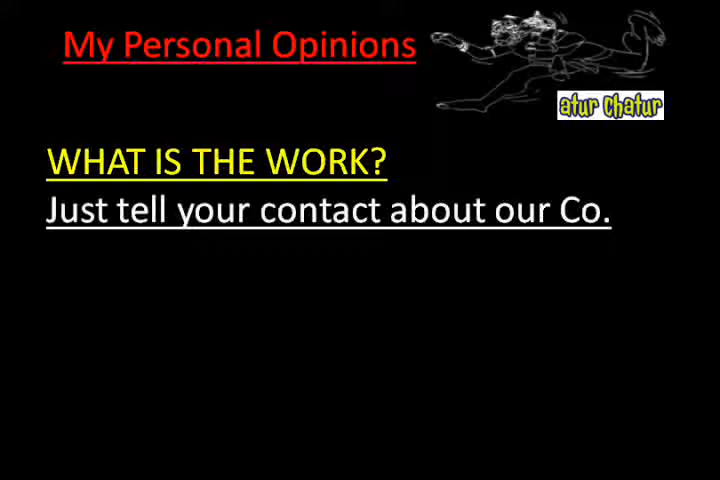 My Personal Opinions
atur chatur
WHAT IS THE WORK?
Just tell your contact about our Co.